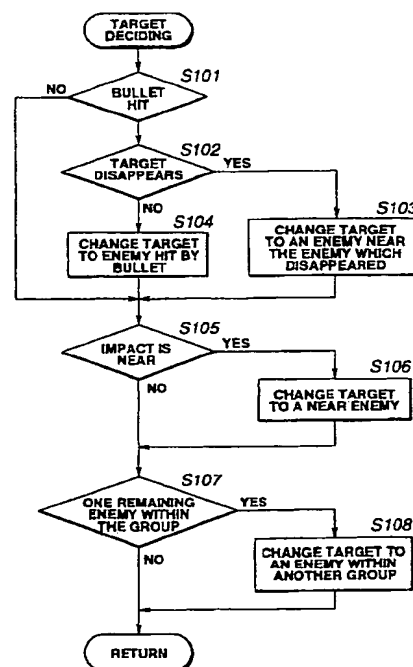 TARGET
DECIDING
S101
NO
BULLET
HIT
S102
TARGET
DISAPPEARS
YES
NO
S104
S103
CHANGE TARGET
TO ENEMY HIT BY
BULLET
CHANGE TARGET
TO AN ENEMY NEAR
THE ENEMY WHICH
DISAPPEARED
S105
IMPACT IS
NEAR
YES
NO
S106
CHANGE TARGET
TO A NEAR ENEMY
S107
ONE REMAINING
ENEMY WITHIN
THE GROUP
YES
NO
S108
CHANGE TARGET TO
AN ENEMY WITHIN
ANOTHER GROUP
RETURN